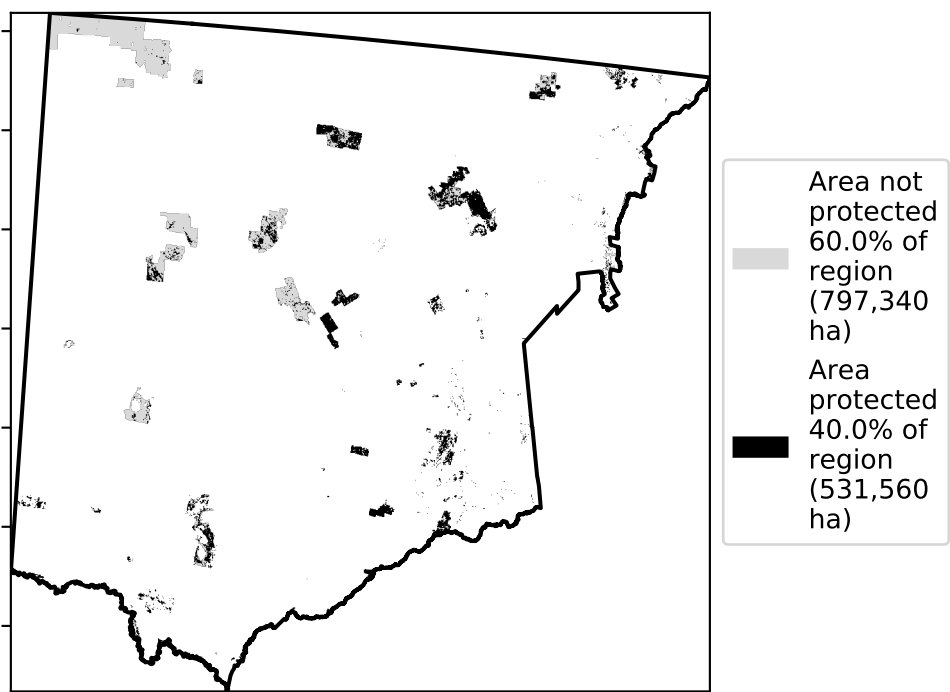 Area not
protected
60.0% of
region
(797,340
ha)
Area
protected
40.0% of
region
(531,560
ha)